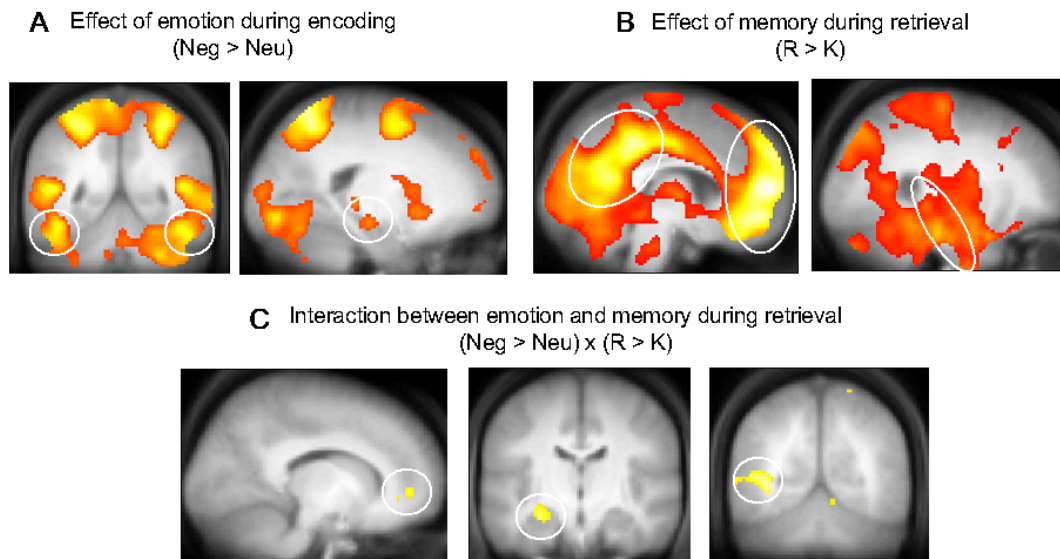 A Effect of emotion during encoding
(Neg > Neu)
B Effect of memory during retrieval
(R > K)
C Interaction between emotion and memory during retrieval
(Neg > Neu) x (R > K)